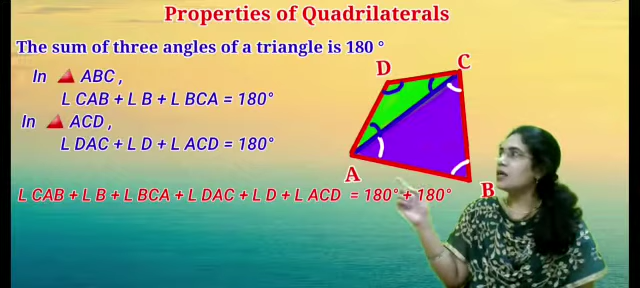 Properties of Quadrilaterals
The sum of three angles of a triangle is 180 °
In ABC ,
L CAB + L B + L BCA = 180°
In ACD ,
L DAC + L D + L ACD = 180°
L CAB + L B + L BCA + L DAC + L D + L ACD = 180° + 180°
D
C
A
B